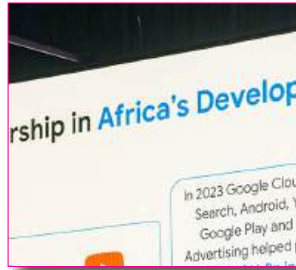 rship in Africa's Develop
In 2023 Google Clou
Search, Android, Y
Google Play and
Advertising helped